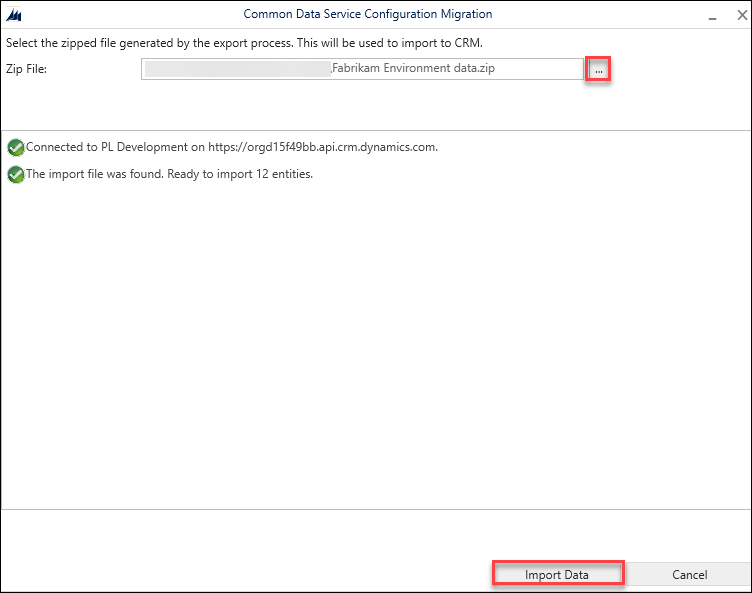 Common Data Service Configuration Migration
Select the zipped file generated by the export process. This will be used to import to CRM.
Zip File:
Fabrikam Environment data.zip
...
Connected to PL Development on https://orgd15f49bb.api.crm.dynamics.com.
The import file was found. Ready to import 12 entities.
Import Data
Cancel